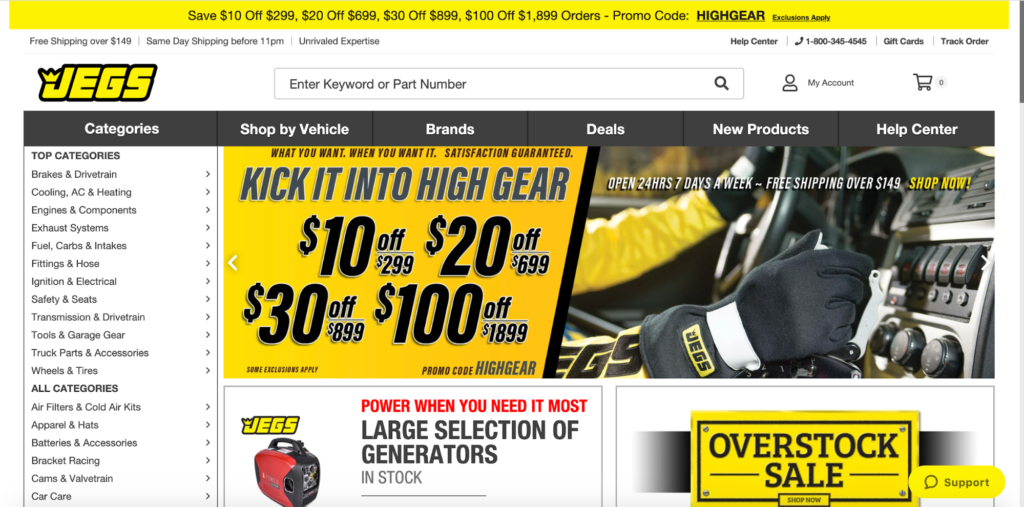 Save $10 Off $299, $20 Off $699, $30 Off $899, $100 Off $1,899 Orders - Promo Code: HIGHGEAR Exclusions Apply
Free Shipping over $149 | Same Day Shipping before 11pm | Unrivaled Expertise
Help Center | 1-800-345-4545 | Gift Cards | Track Order
JEGS
Enter Keyword or Part Number
My Account
0
Categories
Shop by Vehicle
Brands
Deals
New Products
Help Center
TOP CATEGORIES
Brakes & Drivetrain
Cooling, AC & Heating
Engines & Components
Exhaust Systems
Fuel, Carbs & Intakes
Fittings & Hose
Ignition & Electrical
Safety & Seats
Transmission & Drivetrain
Tools & Garage Gear
Truck Parts & Accessories
Wheels & Tires
ALL CATEGORIES
Air Filters & Cold Air Kits
Apparel & Hats
Batteries & Accessories
Bracket Racing
Cams & Valvetrain
Car Care
WHAT YOU WANT. WHEN YOU WANT IT. SATISFACTION GUARANTEED.
KICK IT INTO HIGH GEAR
$10 off $299
$20 off $699
$30 off $899
$100 off $1899
SOME EXCLUSIONS APPLY
PROMO CODE HIGHGEAR
OPEN 24HRS 7 DAYS A WEEK ~ FREE SHIPPING OVER $149 SHOP NOW!
JEGS
EGS
JEGS
POWER WHEN YOU NEED IT MOST
LARGE SELECTION OF
GENERATORS
IN STOCK
OVERSTOCK
SALE
SHOP NOW
Support